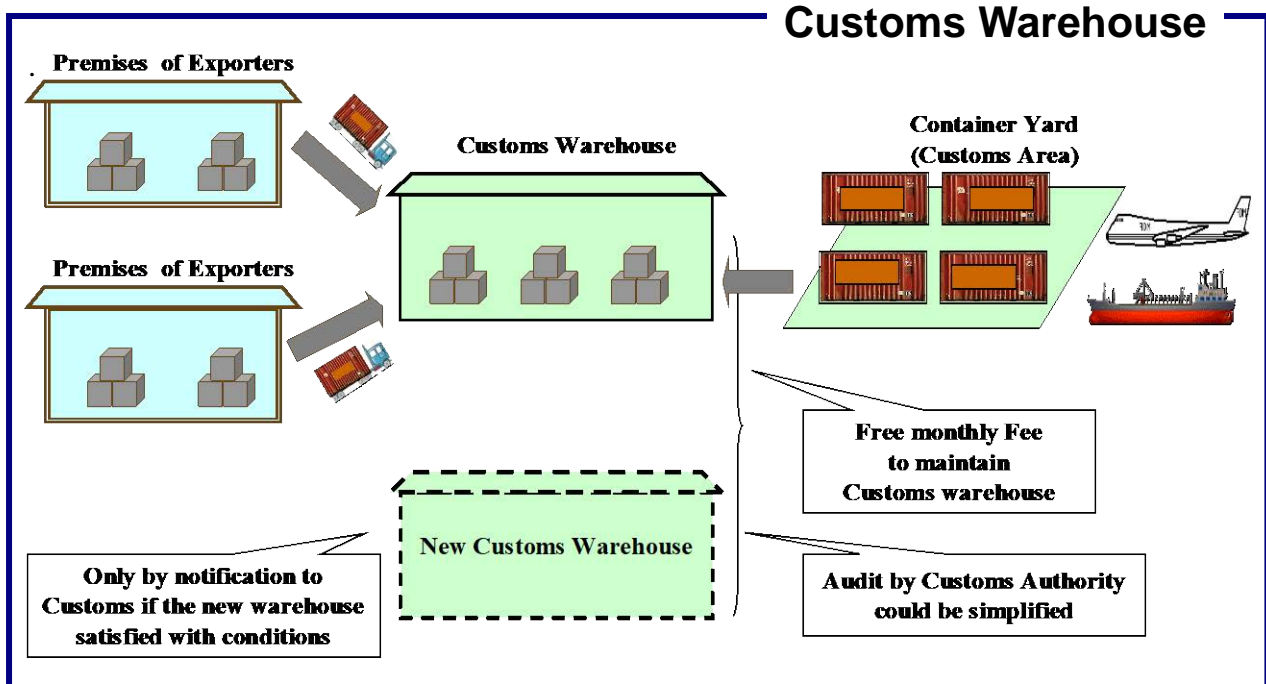 Customs Warehouse
.
Premises of Exporters
Customs Warehouse
Container Yard
(Customs Area)
Premises of Exporters
Free monthly Fee
to maintain
Customs warehouse
New Customs Warehouse
Only by notification to
Customs if the new warehouse
satisfied with conditions
Audit by Customs Authority
could be simplified